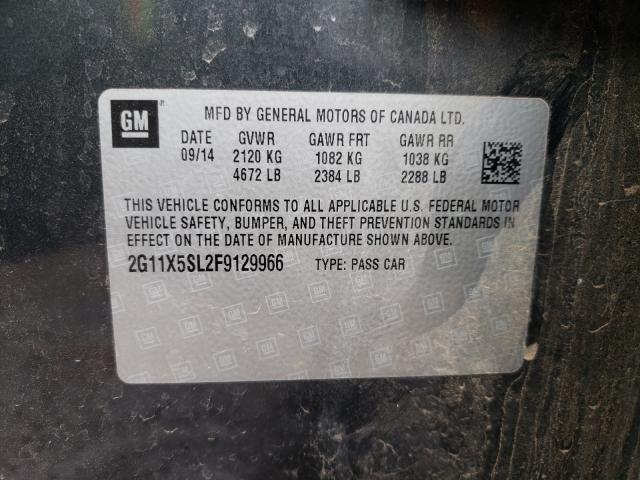 GM
MFD BY GENERAL MOTORS OF CANADA LTD.
DATE GVWR GAWR FRT GAWR RR
09/14 2120 KG 1082 KG 1038 KG
4672 LB 2384 LB 2288 LB
THIS VEHICLE CONFORMS TO ALL APPLICABLE U.S. FEDERAL MOTOR
VEHICLE SAFETY, BUMPER, AND THEFT PREVENTION STANDARDS IN
EFFECT ON THE DATE OF MANUFACTURE SHOWN ABOVE.
2G11X5SL2F9129966 TYPE: PASS CAR